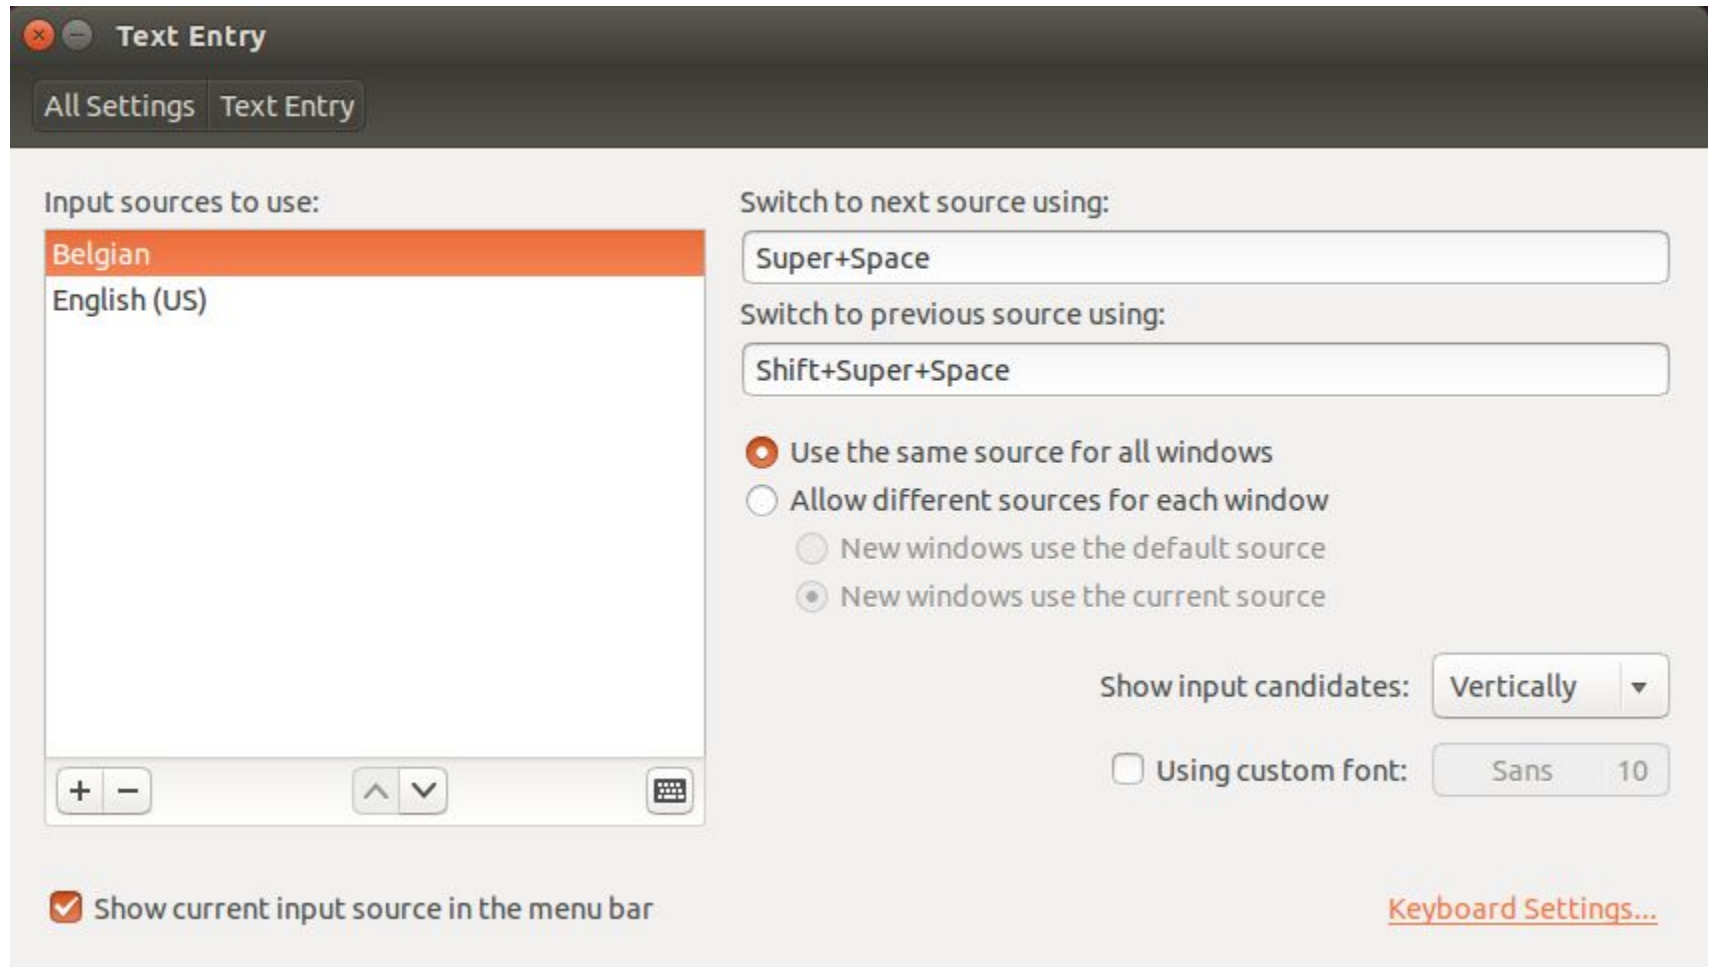 Text Entry
All Settings Text Entry
Input sources to use:
Belgian
English (US)
Switch to next source using:
Super+Space
Switch to previous source using:
Shift+Super+Space
Use the same source for all windows
Allow different sources for each window
New windows use the default source
New windows use the current source
Show input candidates: Vertically
Using custom font: Sans 10
Show current input source in the menu bar
Keyboard Settings...